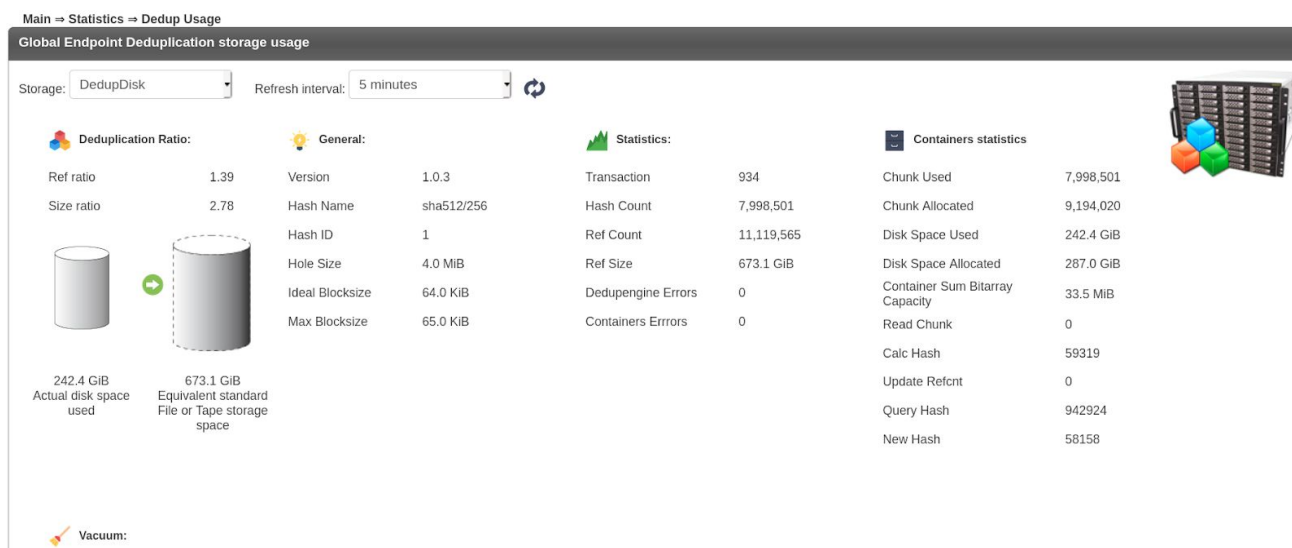 Main ⇒ Statistics ⇒ Dedup Usage
Global Endpoint Deduplication storage usage
Storage: DedupDisk Refresh interval: 5 minutes
Deduplication Ratio:
Ref ratio 1.39
Size ratio 2.78
242.4 GiB
Actual disk space
used
673.1 GiB
Equivalent standard
File or Tape storage
space
General:
Version 1.0.3
Hash Name sha512/256
Hash ID 1
Hole Size 4.0 MiB
Ideal Blocksize 64.0 KiB
Max Blocksize 65.0 KiB
Statistics:
Transaction 934
Hash Count 7,998,501
Ref Count 11,119,565
Ref Size 673.1 GiB
Dedupengine Errors 0
Containers Errrors 0
Containers statistics
Chunk Used 7,998,501
Chunk Allocated 9,194,020
Disk Space Used 242.4 GiB
Disk Space Allocated 287.0 GiB
Container Sum Bitarray
Capacity 33.5 MiB
Read Chunk 0
Calc Hash 59319
Update Refcnt 0
Query Hash 942924
New Hash 58158
Vacuum: